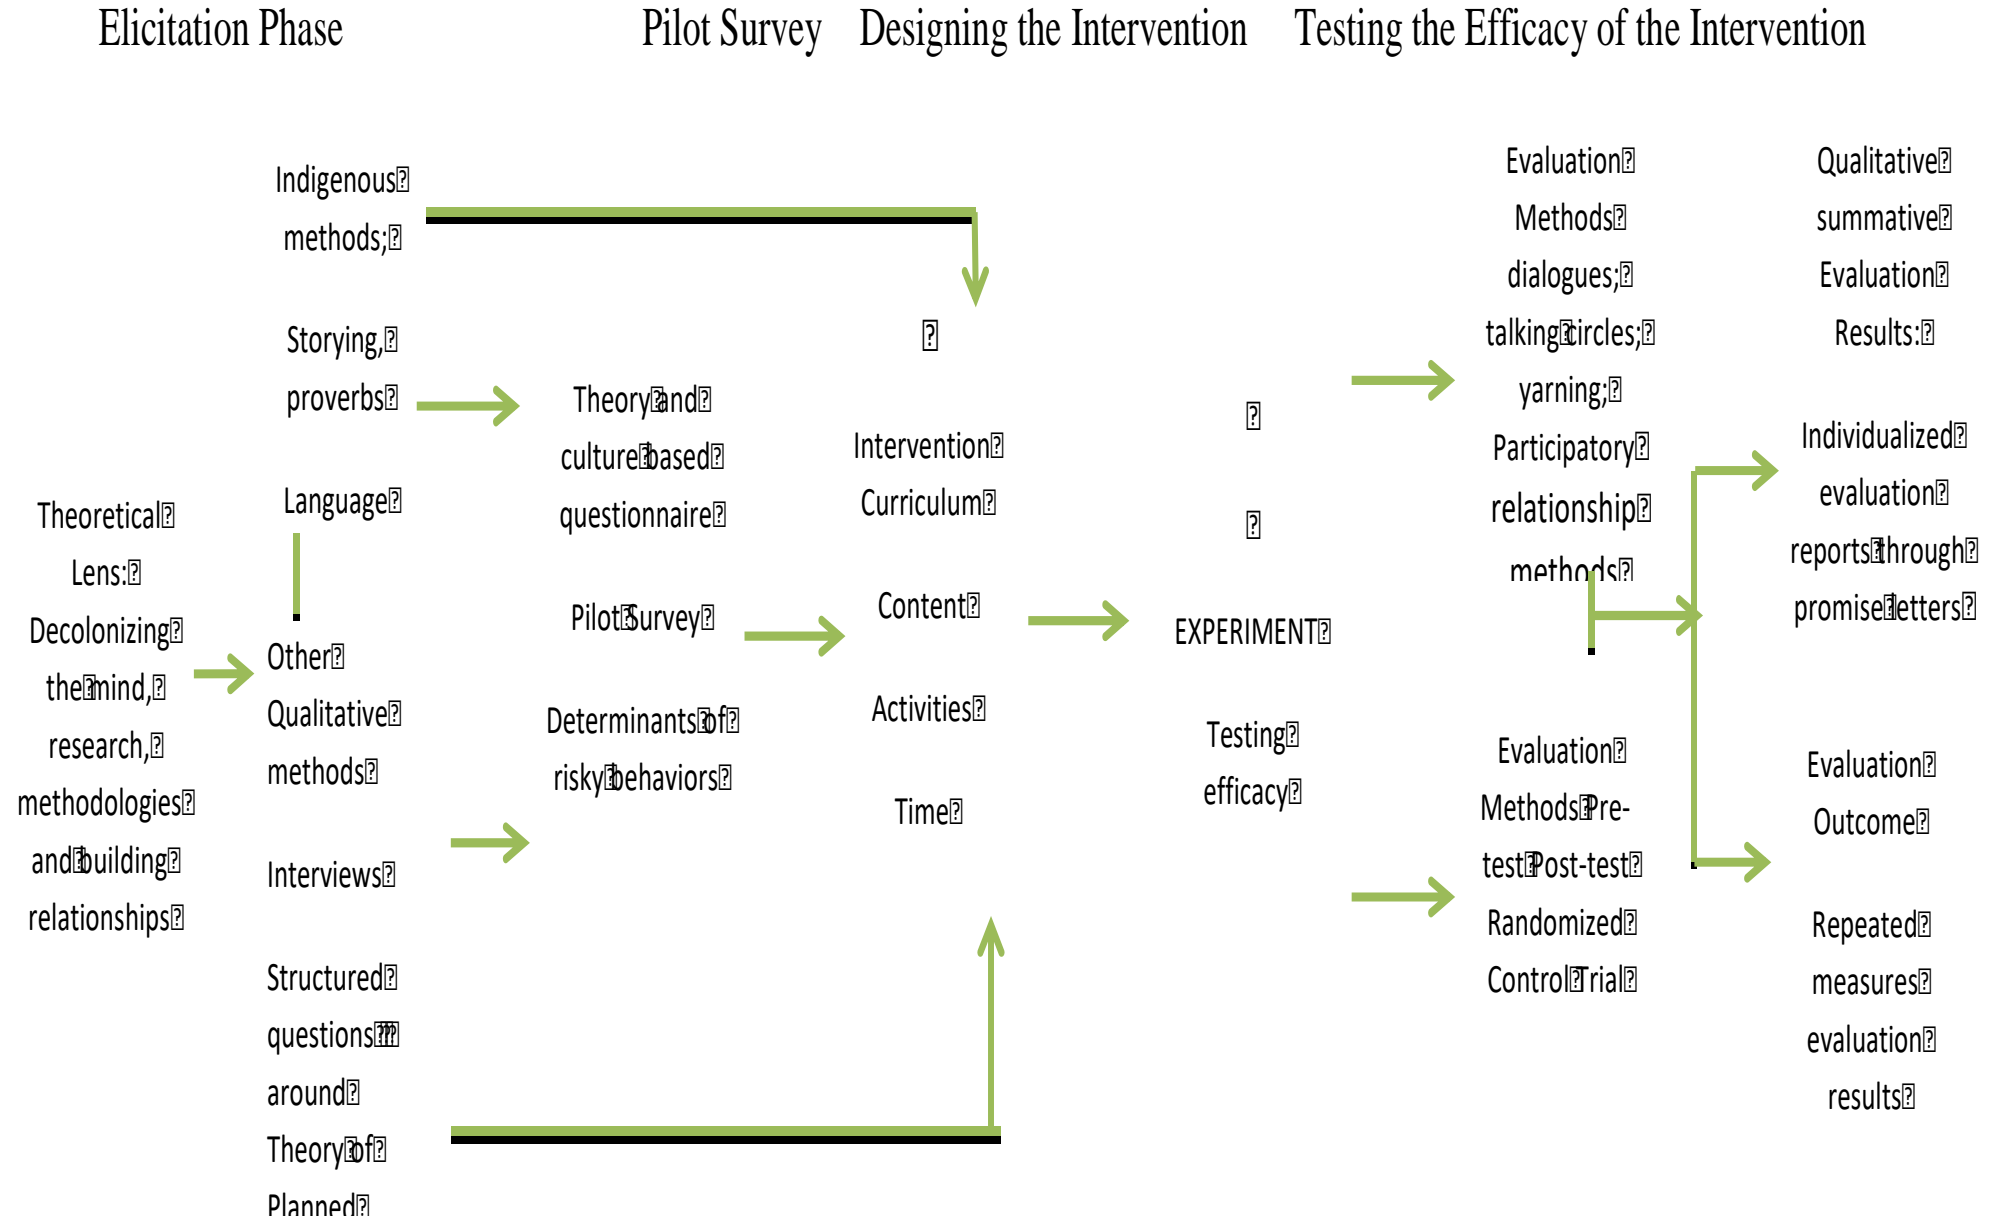 Elicitation Phase
Pilot Survey
Designing the Intervention
Testing the Efficacy of the Intervention
Theoretical
Lens:
Decolonizing
the mind,
research,
methodologies
and building
relationships
Indigenous
methods;
Storying,
proverbs
Language
Other
Qualitative
methods
Interviews
Structured
questions
around
Theory of
Planned
Theory and
culture based
questionnaire
Pilot Survey
Determinants of
risky behaviors
Intervention
Curriculum
Content
Activities
Time
EXPERIMENT
Testing
efficacy
Evaluation
Methods
dialogues;
talking circles;
yarning;
Participatory
relationship
methods
Evaluation
Methods Pre-
test Post-test
Randomized
Control Trial
Qualitative
summative
Evaluation
Results:
Individualized
evaluation
reports through
promise letters
Evaluation
Outcome
Repeated
measures
evaluation
results